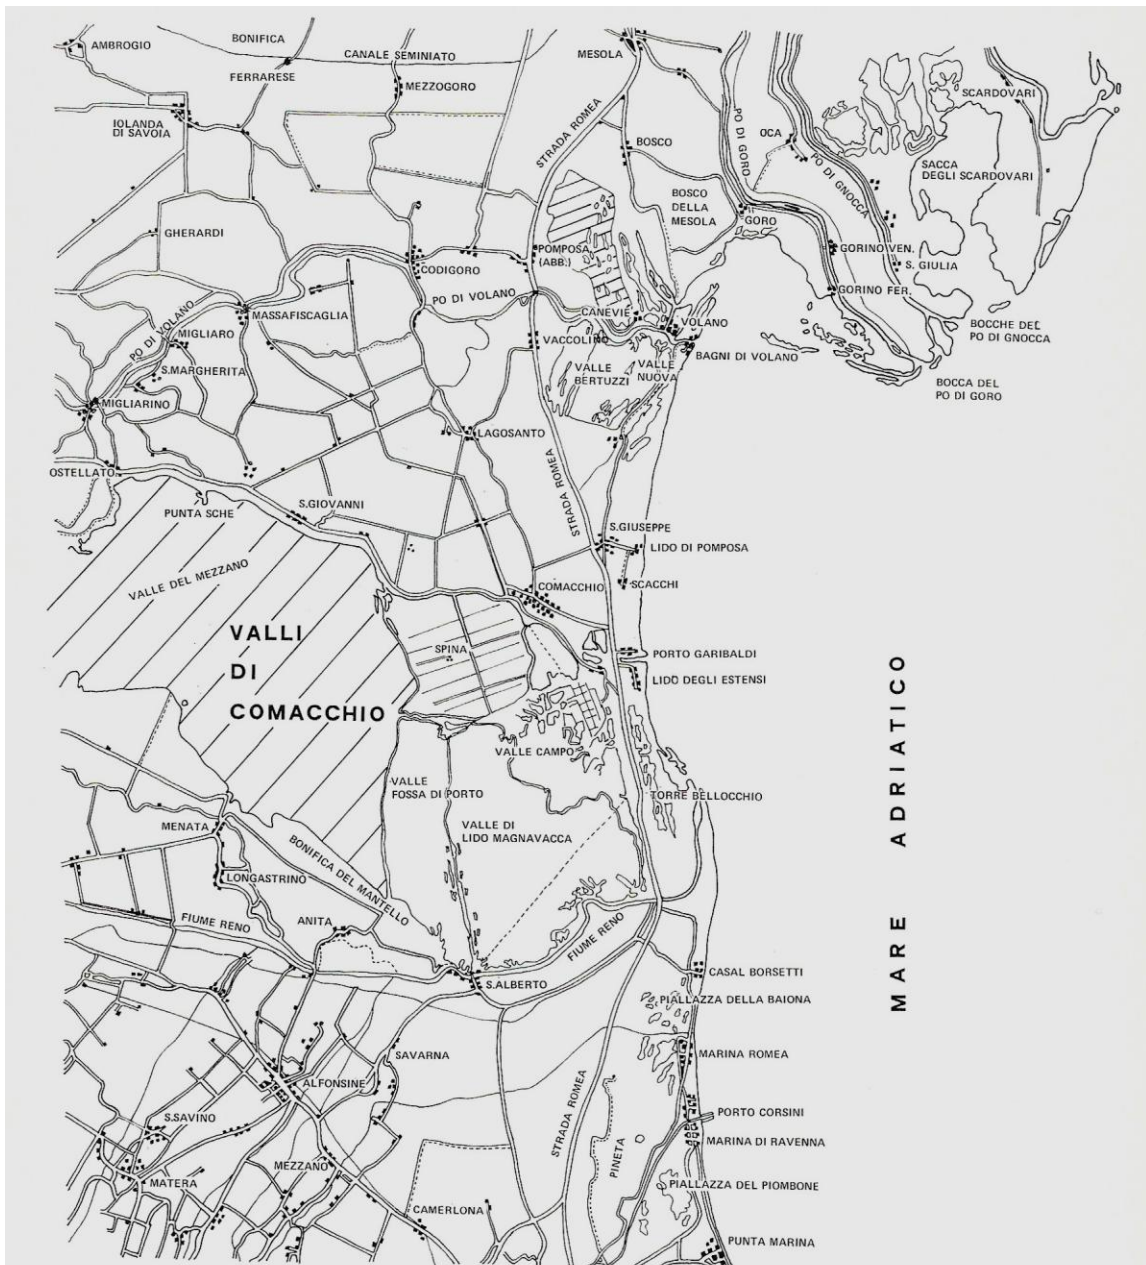 AMBROGIO
BONIFICA
FERRARESE
CANALE SEMINIATO
MEZZOGORO
MESOLA
SCARDOVARI
IOLANDA
DI SAVOIA
STRADA ROMEA
BOSCO
PO DI GORO
OCA
PO DI GNOCCA
SACCA
DEGLI SCARDOVARI
BOSCO
DELLA
MESOLA
GORO
GHERARDI
CODIGORO
POMPOSA
(ABB.)
GORINO VEN.
S. GIULIA
GORINO FER.
PO DI VOLANO
MASSAFISCAGLIA
PO DI VOLANO
CANEVIE
VOLANO
BOCCHE DEL
PO DI GNOCCA
MIGLIARO
VACCOLINO
BAGNI DI VOLANO
S.MARGHERITA
VALLE
BERTUZZI
VALLE
NUOVA
BOCCA DEL
PO DI GORO
MIGLIARINO
LAGOSANTO
OSTELLATO
STRADA ROMEA
PUNTA SCHE
S.GIOVANNI
S.GIUSEPPE
LIDO DI POMPOSA
VALLE DEL MEZZANO
COMACCHIO
SCACCHI
VALLI
DI
COMACCHIO
SPINA
PORTO GARIBALDI
LIDO DEGLI ESTENSI
MARE ADRIATICO
VALLE CAMPO
VALLE
FOSSA DI PORTO
TORRE BELLOCCHIO
VALLE DI
LIDO MAGNAVACCA
MENATA
BONIFICA DEL MANTELLO
LONGASTRINO
FIUME RENO
ANITA
FIUME RENO
S.ALBERTO
CASAL BORSETTI
PIALLAZZA DELLA BAIONA
SAVARNA
MARINA ROMEA
ALFONSINE
STRADA ROMEA
S.SAVINO
PORTO CORSINI
MARINA DI RAVENNA
PINETA
MEZZANO
MATERA
PIALLAZZA DEL PIOMBONE
CAMERLONA
PUNTA MARINA